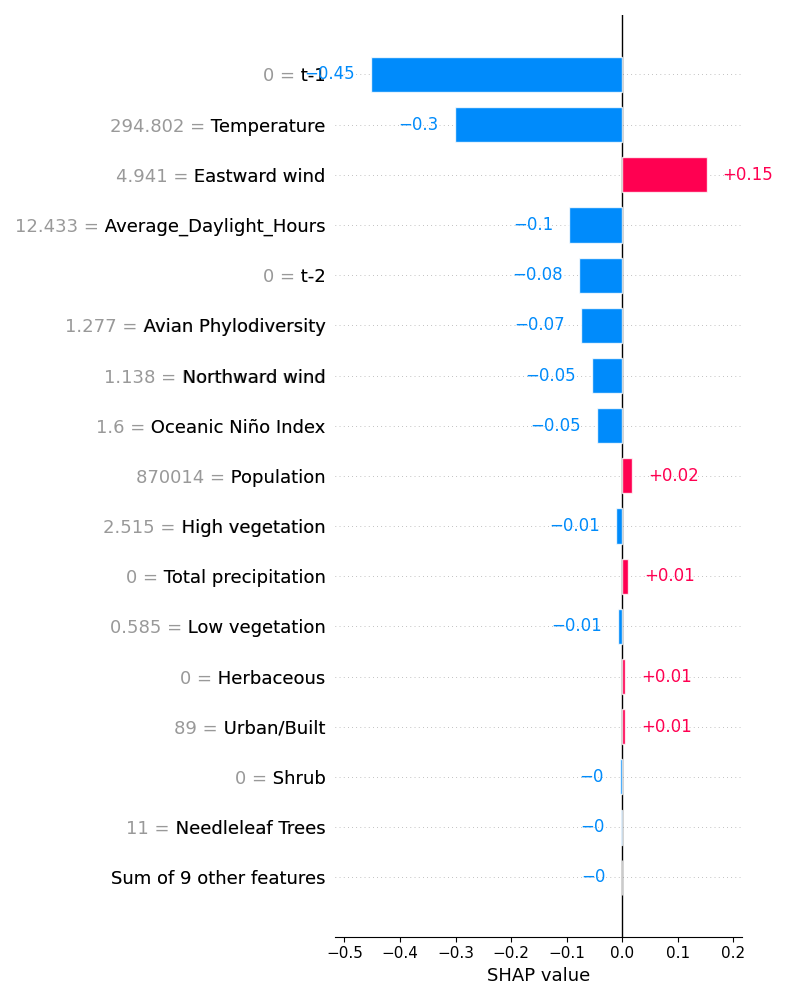 0 = t-1 −0.45
294.802 = Temperature −0.3
4.941 = Eastward wind +0.15
12.433 = Average_Daylight_Hours −0.1
0 = t-2 −0.08
1.277 = Avian Phylodiversity −0.07
1.138 = Northward wind −0.05
1.6 = Oceanic Niño Index −0.05
870014 = Population +0.02
2.515 = High vegetation −0.01
0 = Total precipitation +0.01
0.585 = Low vegetation −0.01
0 = Herbaceous +0.01
89 = Urban/Built +0.01
0 = Shrub −0
11 = Needleleaf Trees −0
Sum of 9 other features −0
−0.5 −0.4 −0.3 −0.2 −0.1 0.0 0.1 0.2
SHAP value